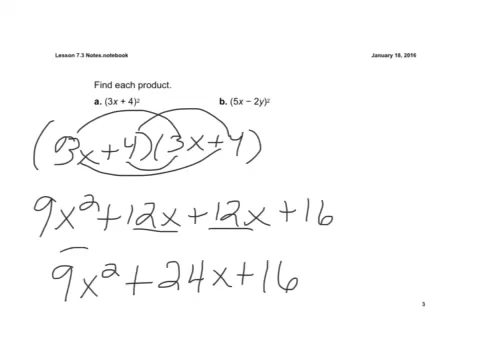 Lesson 7.3 Notes.notebook January 18, 2016
Find each product.
a. (3x + 4)² b. (5x − 2y)²
(3x+4)(3x+4)
9x²+12x+12x+16
9x²+24x+16
3